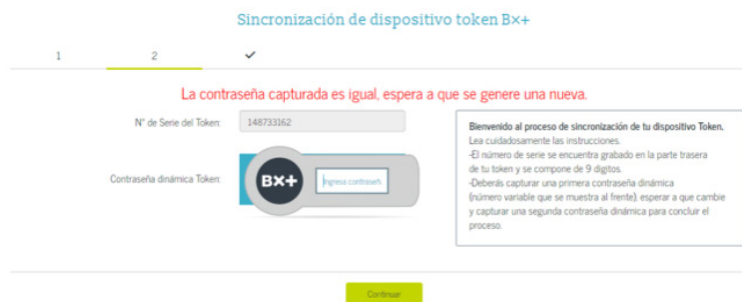 Sincronización de dispositivo token B×+
1 2
La contraseña capturada es igual, espera a que se genere una nueva.
N° de Serie del Token: 148733162
Contraseña dinámica Token: B×+ Ingresa contraseñ
Bienvenido al proceso de sincronización de tu dispositivo Token.
Lea cuidadosamente las instrucciones.
-El número de serie se encuentra grabado en la parte trasera
de tu token y se compone de 9 digitos.
-Deberás capturar una primera contraseña dinámica
(número variable que se muestra al frente), esperar a que cambie
y capturar una segunda contraseña dinámica para concluir el
proceso.
Continuar